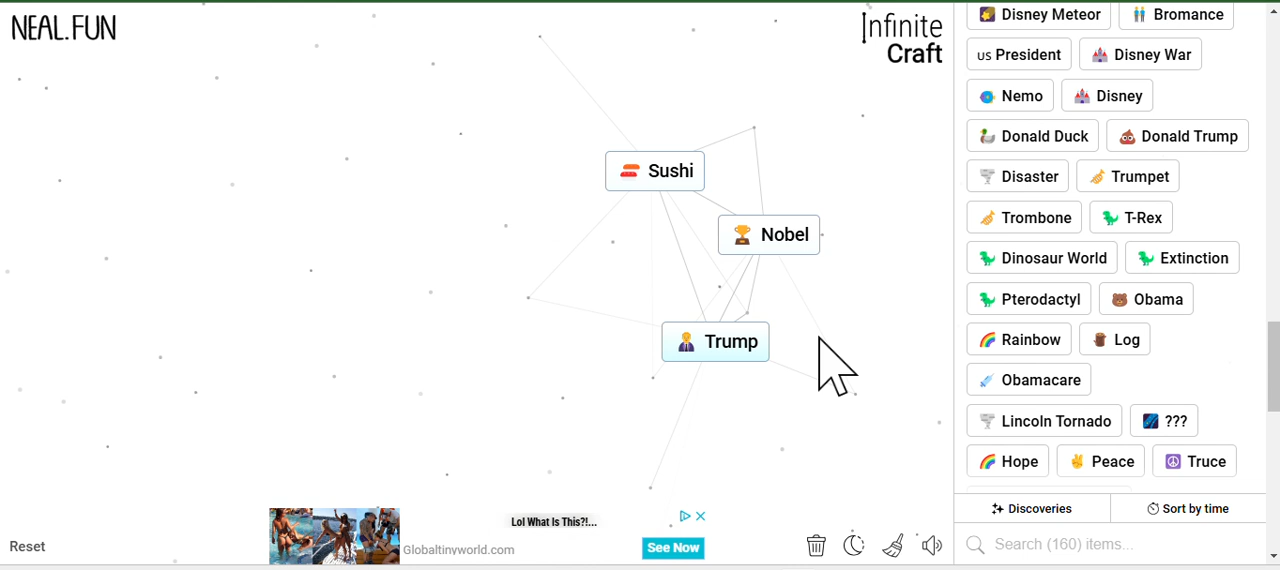 NEAL.FUN
Infinite
Craft
Sushi
Nobel
Trump
Disney Meteor
Bromance
US President
Disney War
Nemo
Disney
Donald Duck
Donald Trump
Disaster
Trumpet
Trombone
T-Rex
Dinosaur World
Extinction
Pterodactyl
Obama
Rainbow
Log
Obamacare
Lincoln Tornado
???
Hope
Peace
Truce
Discoveries
Sort by time
Search (160) items...
Reset
Lol What Is This?!...
Globaltinyworld.com
See Now